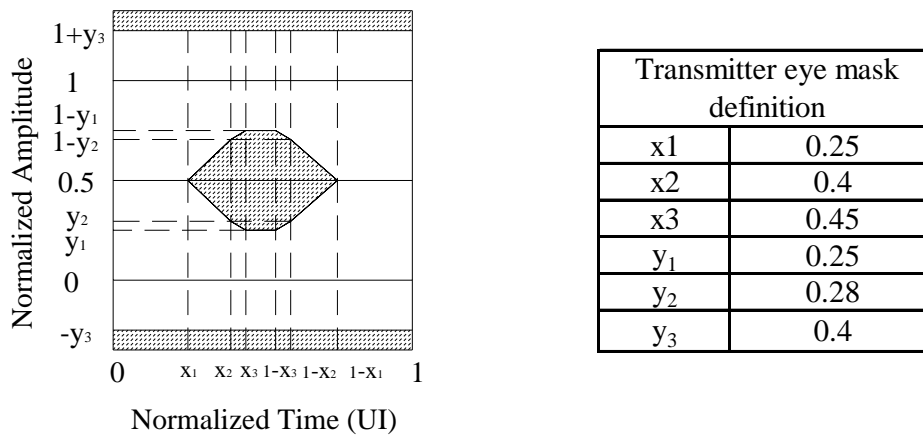 Normalized Amplitude
1+y₃
1
1-y₁
1-y₂
0.5
y₂
y₁
0
-y₃
0 x₁ x₂ x₃ 1-x₃ 1-x₂ 1-x₁ 1
Normalized Time (UI)
Transmitter eye mask
definition
x1 0.25
x2 0.4
x3 0.45
y₁ 0.25
y₂ 0.28
y₃ 0.4